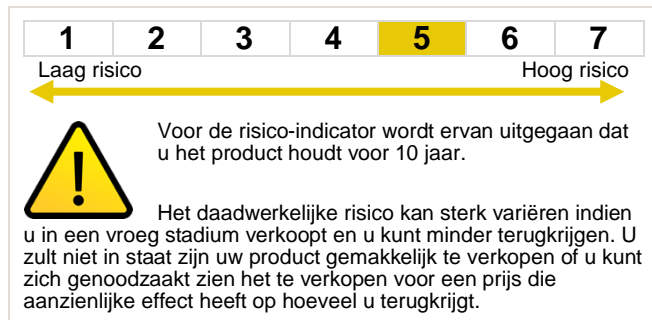 1 2 3 4 5 6 7
Laag risico Hoog risico
Voor de risico-indicator wordt ervan uitgegaan dat
u het product houdt voor 10 jaar.
Het daadwerkelijke risico kan sterk variëren indien
u in een vroeg stadium verkoopt en u kunt minder terugkrijgen. U
zult niet in staat zijn uw product gemakkelijk te verkopen of u kunt
zich genoodzaakt zien het te verkopen voor een prijs die
aanzienlijke effect heeft op hoeveel u terugkrijgt.